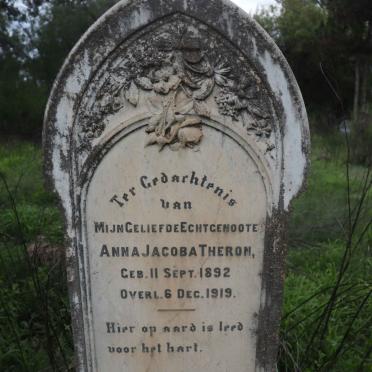 Ter Gedachtenis
van
Mijn Geliefde Echtgenoote
Anna Jacoba Theron,
Geb. 11 Sept. 1892
Overl. 6 Dec. 1919.
Hier op aard is leed
voor het hart.